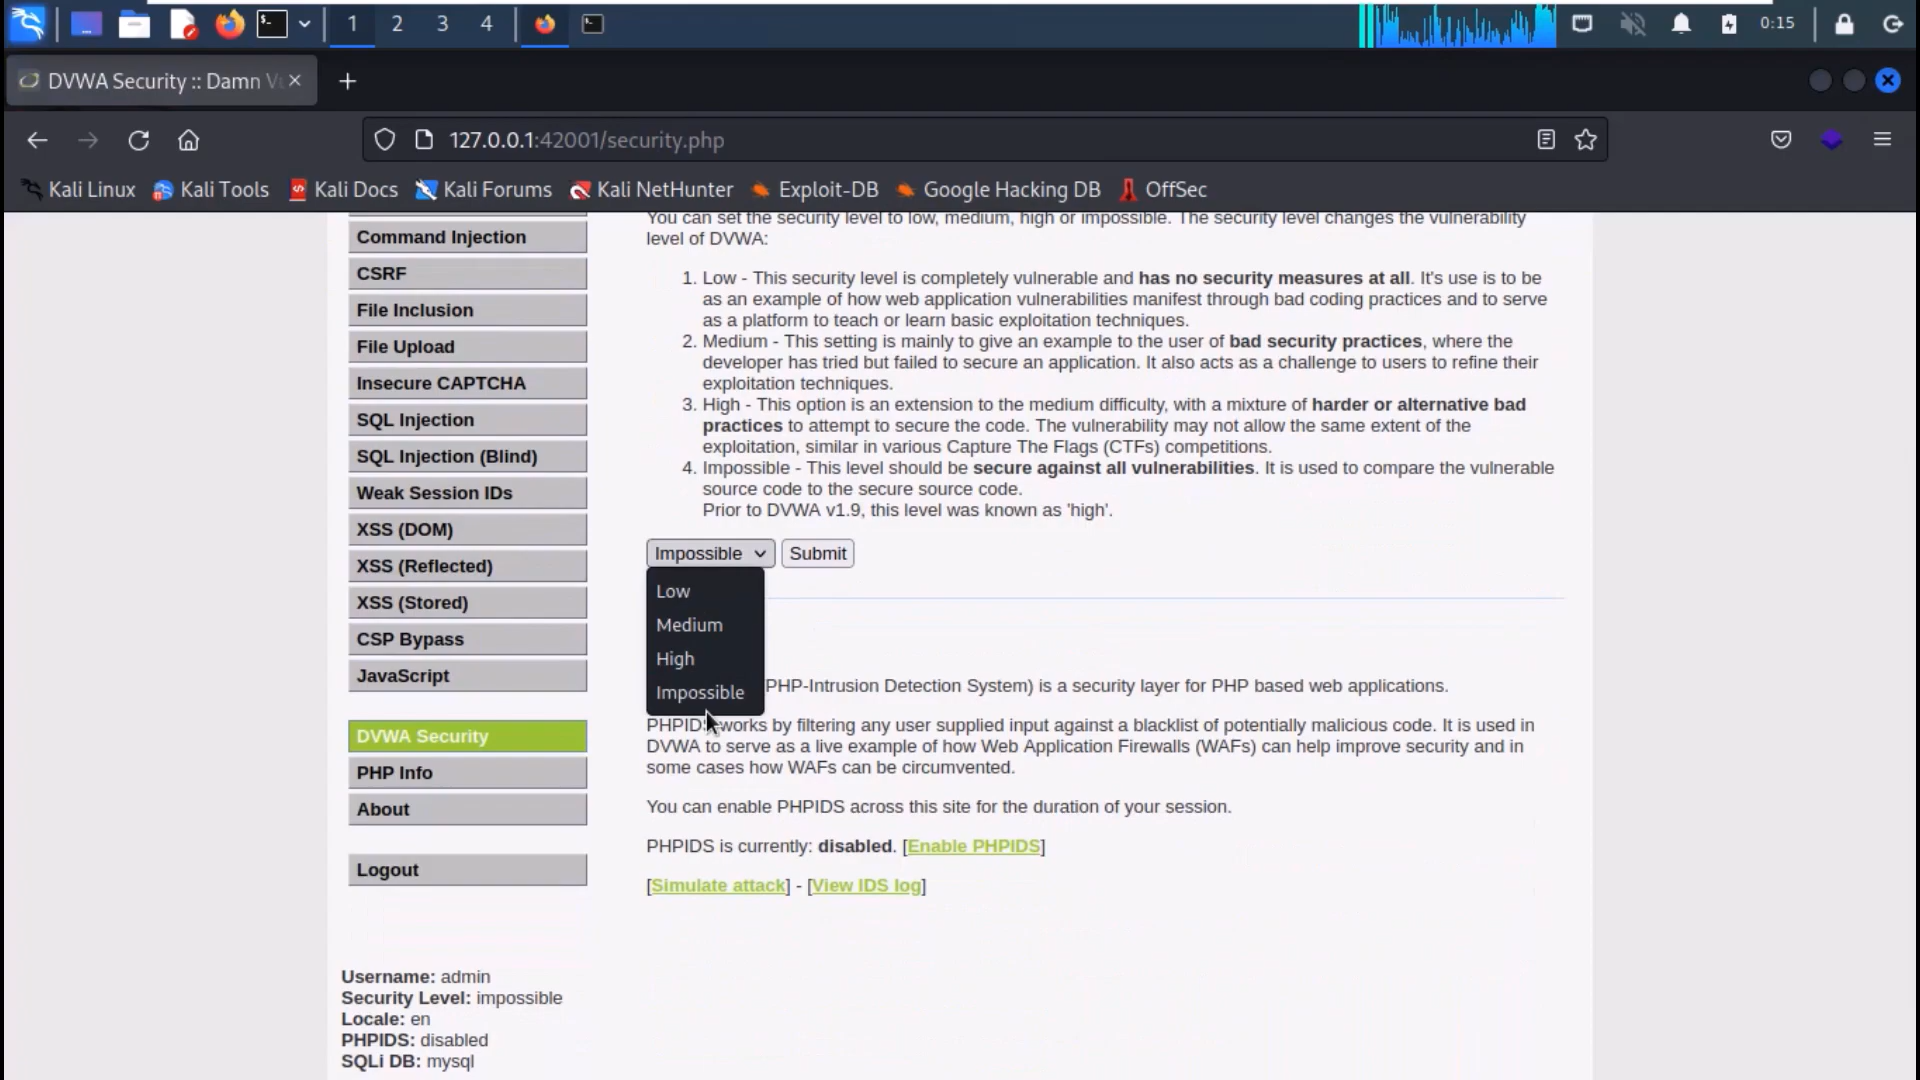 1 2 3 4 0:15
DVWA Security :: Damn Vu
127.0.0.1:42001/security.php
Kali Linux Kali Tools Kali Docs Kali Forums Kali NetHunter Exploit-DB Google Hacking DB OffSec
Command Injection
CSRF
File Inclusion
File Upload
Insecure CAPTCHA
SQL Injection
SQL Injection (Blind)
Weak Session IDs
XSS (DOM)
XSS (Reflected)
XSS (Stored)
CSP Bypass
JavaScript
DVWA Security
PHP Info
About
Logout
Username: admin
Security Level: impossible
Locale: en
PHPIDS: disabled
SQLi DB: mysql
You can set the security level to low, medium, high or impossible. The security level changes the vulnerability
level of DVWA:
1. Low - This security level is completely vulnerable and has no security measures at all. It's use is to be
as an example of how web application vulnerabilities manifest through bad coding practices and to serve
as a platform to teach or learn basic exploitation techniques.
2. Medium - This setting is mainly to give an example to the user of bad security practices, where the
developer has tried but failed to secure an application. It also acts as a challenge to users to refine their
exploitation techniques.
3. High - This option is an extension to the medium difficulty, with a mixture of harder or alternative bad
practices to attempt to secure the code. The vulnerability may not allow the same extent of the
exploitation, similar in various Capture The Flags (CTFs) competitions.
4. Impossible - This level should be secure against all vulnerabilities. It is used to compare the vulnerable
source code to the secure source code.
Prior to DVWA v1.9, this level was known as 'high'.
Impossible Submit
Low
Medium
High
Impossible
PHP-Intrusion Detection System) is a security layer for PHP based web applications.
PHPIDS works by filtering any user supplied input against a blacklist of potentially malicious code. It is used in
DVWA to serve as a live example of how Web Application Firewalls (WAFs) can help improve security and in
some cases how WAFs can be circumvented.
You can enable PHPIDS across this site for the duration of your session.
PHPIDS is currently: disabled. [Enable PHPIDS]
[Simulate attack] - [View IDS log]